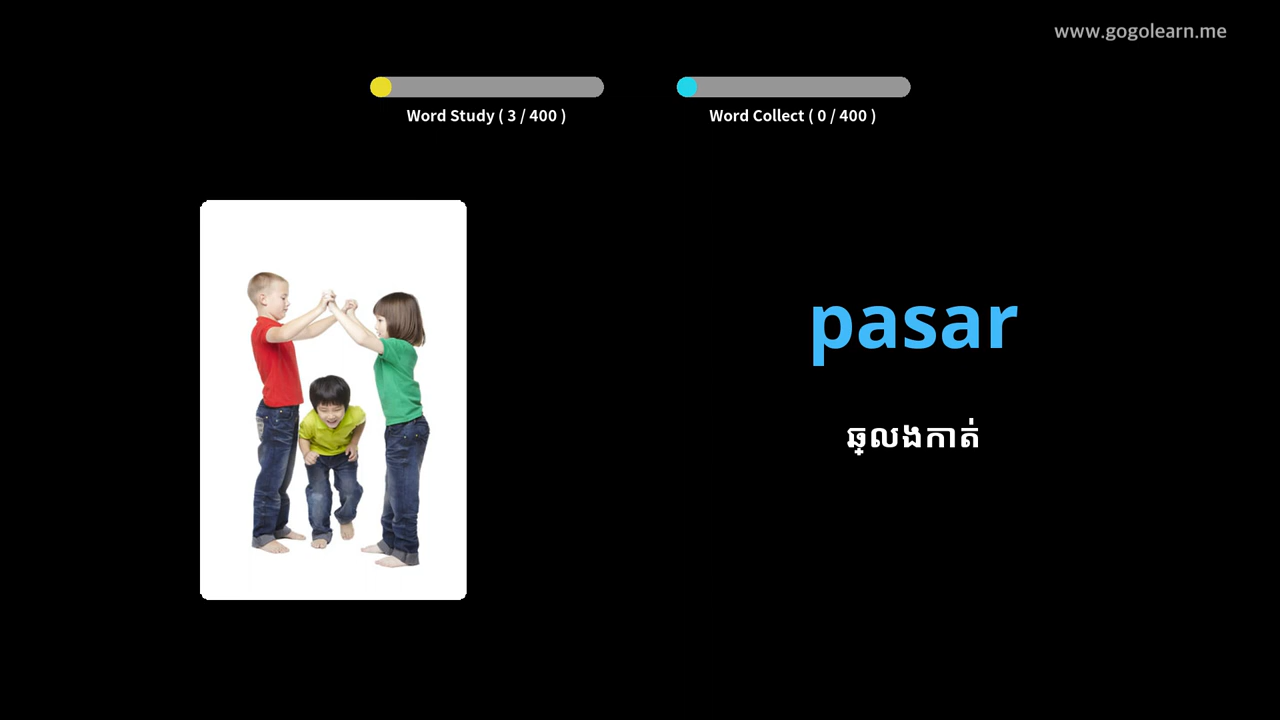 www.gogolearn.me
Word Study ( 3 / 400 )
Word Collect ( 0 / 400 )
pasar
ឆ្លងកាត់